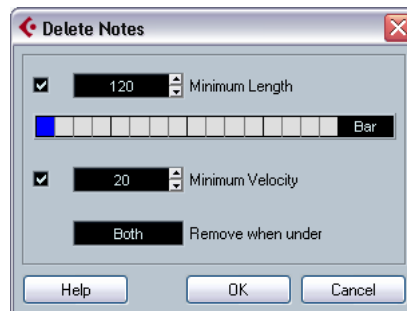 Delete Notes
120 Minimum Length
Bar
20 Minimum Velocity
Both Remove when under
Help OK Cancel